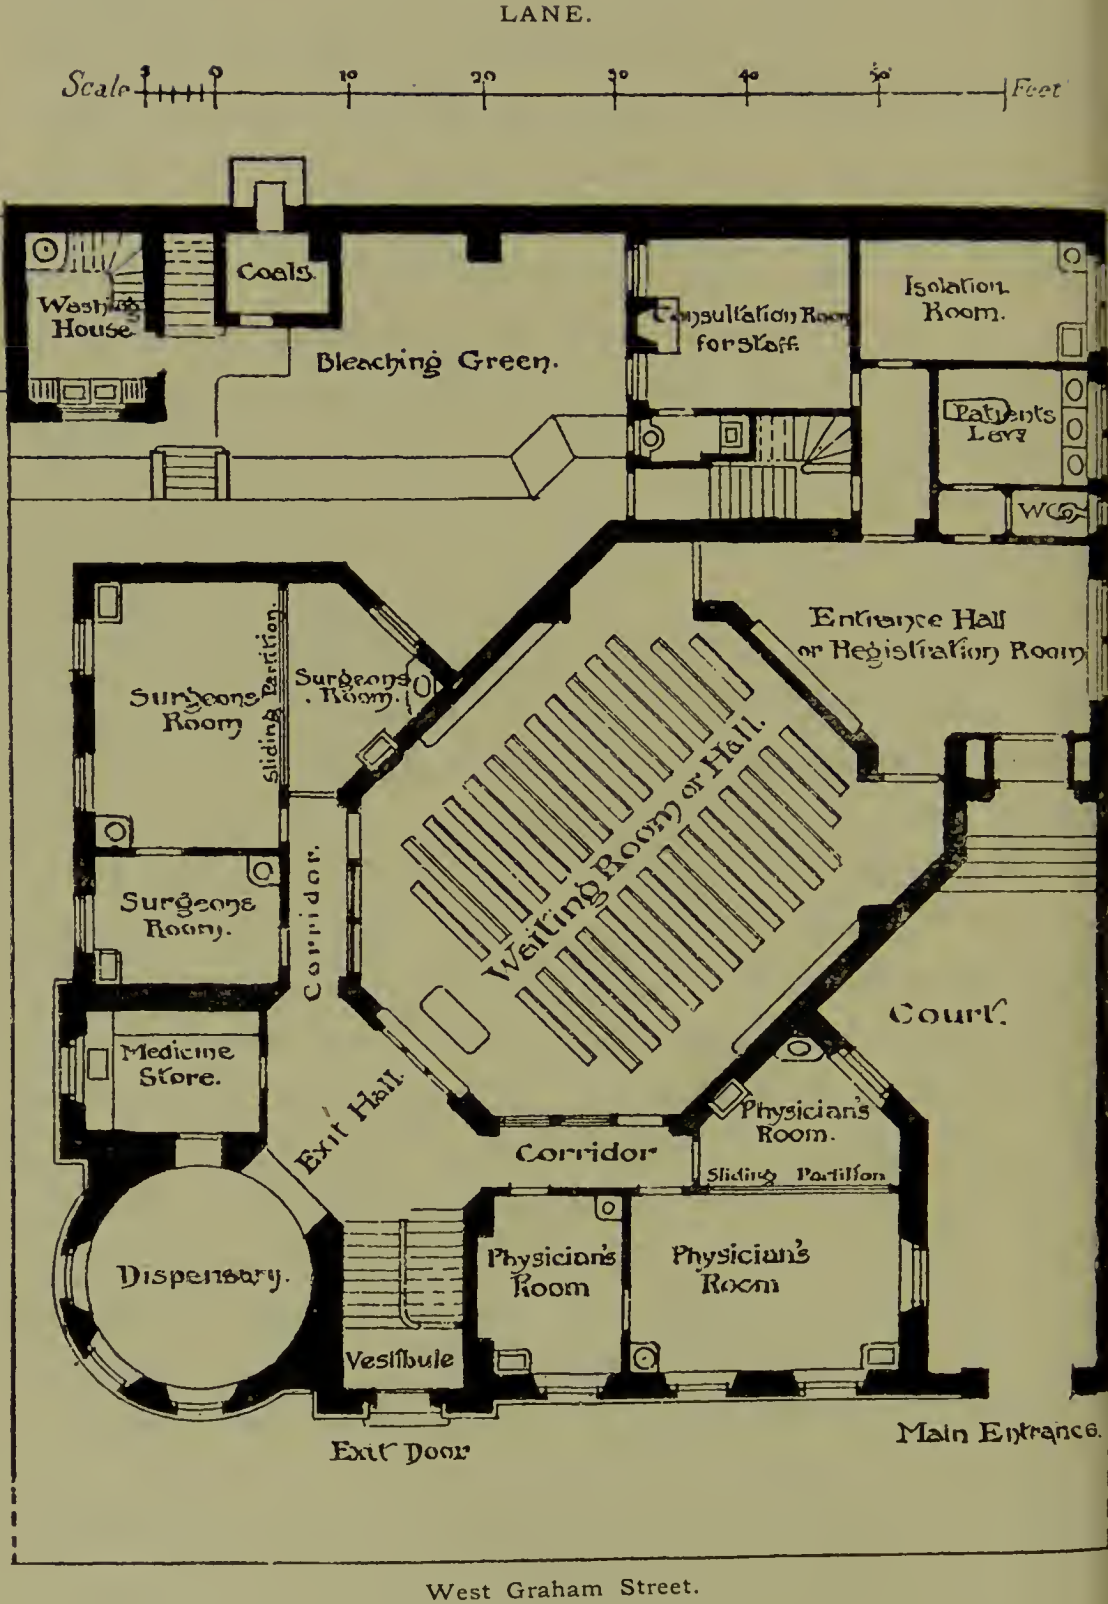 LANE.
Scale 5 0 10 20 30 40 50 Feet
Coals.
Washing
House
Bleaching Green.
Consultation Room
for staff.
Isolation
Room.
Patients
Lavy
WC
Entrance Hall
or Registration Room
Surgeons
Room
Sliding Partition.
Surgeons
Room.
Waiting Room or Hall.
Surgeons
Room.
Corridor.
Court.
Medicine
Store.
Exit Hall.
Physician's
Room.
Corridor
Sliding Partition
Dispensary.
Physician's
Room
Physician's
Room
Vestibule
Exit Door
Main Entrance.
West Graham Street.